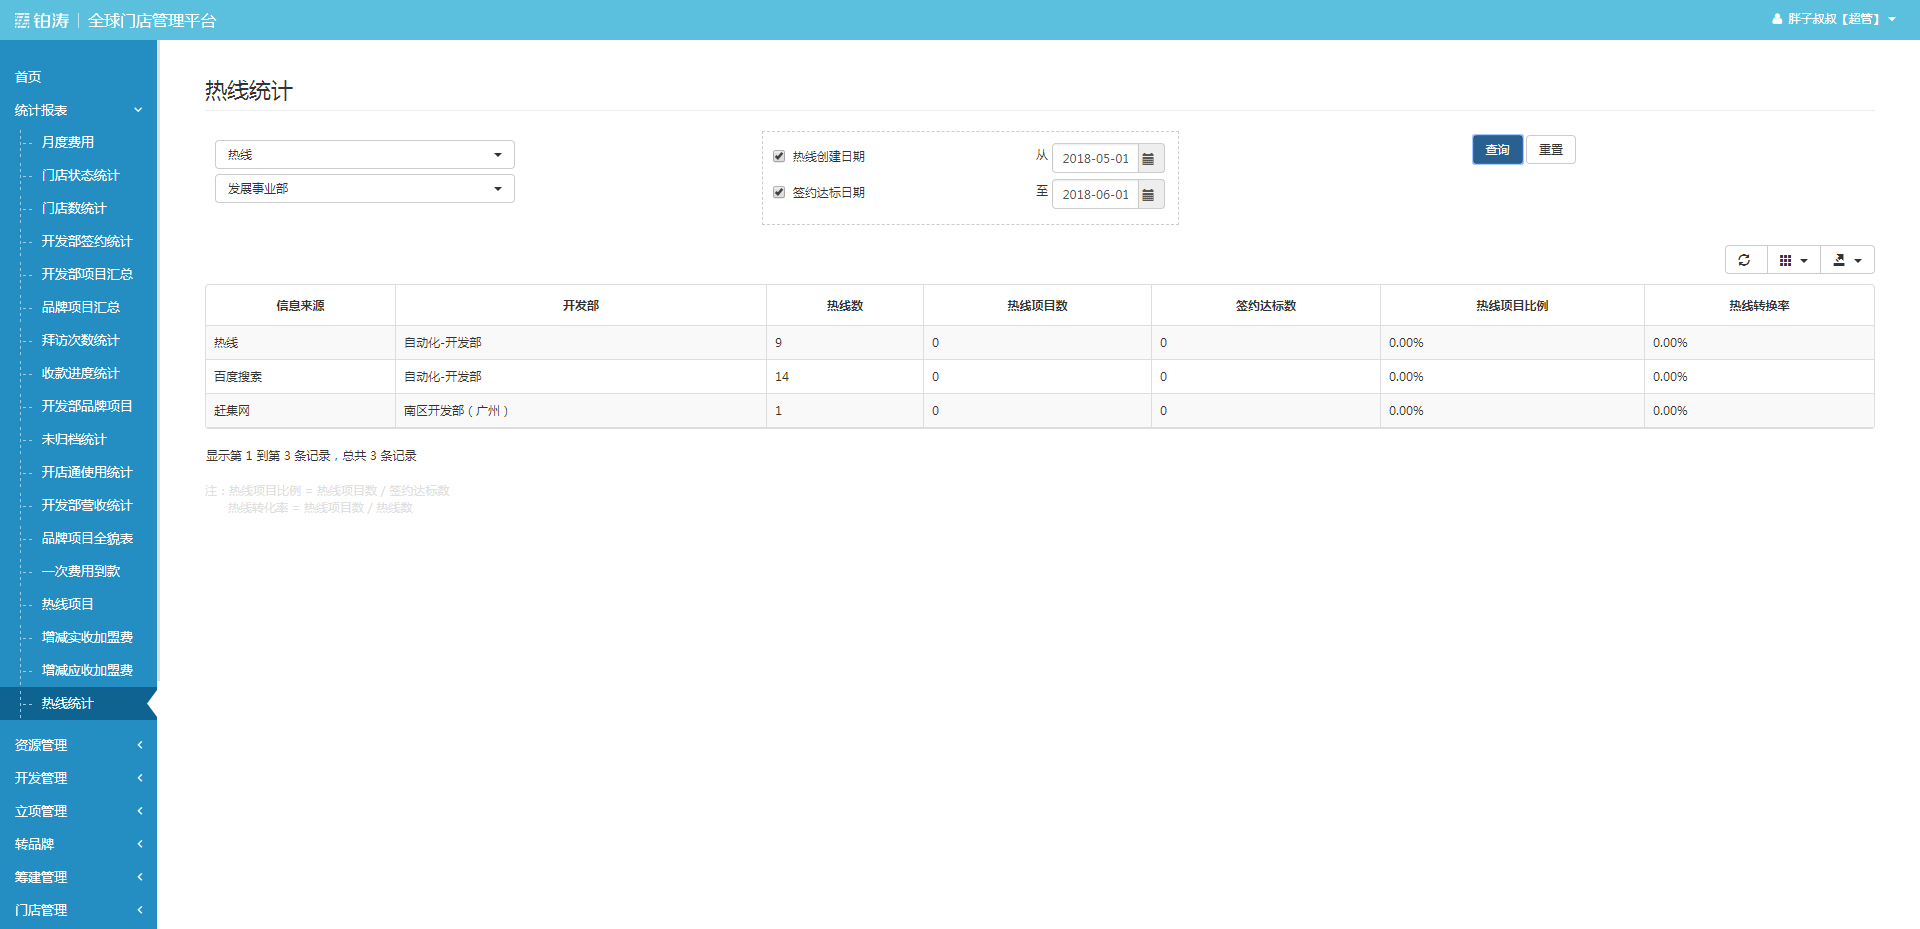 铂涛 | 全球门店管理平台
胖子叔叔【超管】
首页
统计报表
月度费用
门店状态统计
门店数统计
开发部签约统计
开发部项目汇总
品牌项目汇总
拜访次数统计
收款进度统计
开发部品牌项目
未归档统计
开店通使用统计
开发部营收统计
品牌项目全貌表
一次费用到款
热线项目
增减实收加盟费
增减应收加盟费
热线统计
资源管理
开发管理
立项管理
转品牌
筹建管理
门店管理
热线统计
热线
发展事业部
热线创建日期
签约达标日期
从 2018-05-01
至 2018-06-01
查询 重置
信息来源 开发部 热线数 热线项目数 签约达标数 热线项目比例 热线转换率
热线 自动化-开发部 9 0 0 0.00% 0.00%
百度搜索 自动化-开发部 14 0 0 0.00% 0.00%
赶集网 南区开发部（广州） 1 0 0 0.00% 0.00%
显示第 1 到第 3 条记录，总共 3 条记录
注：热线项目比例 = 热线项目数 / 签约达标数
热线转化率 = 热线项目数 / 热线数